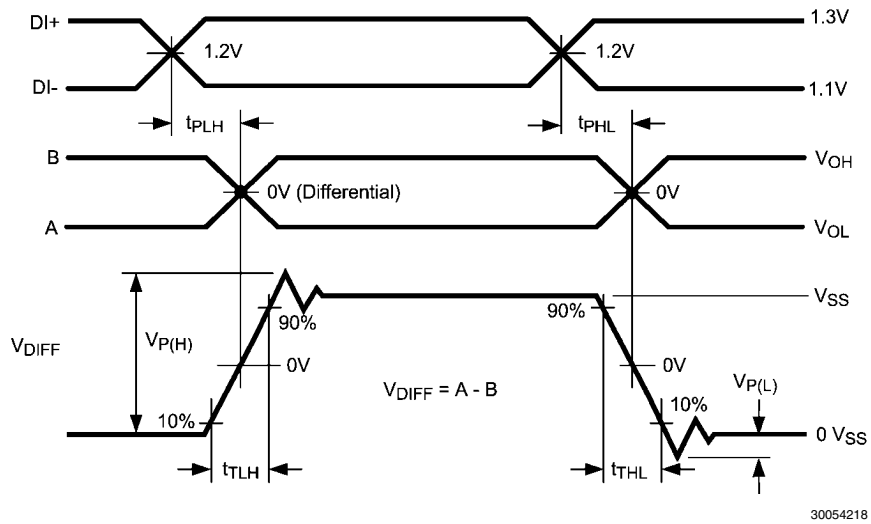 DI+
1.3V
1.2V
1.2V
DI-
1.1V
tPLH
tPHL
B
VOH
0V (Differential)
0V
A
VOL
VSS
90%
90%
VDIFF
VP(H)
0V
0V
VDIFF = A - B
VP(L)
10%
10%
0 VSS
tTLH
tTHL
30054218